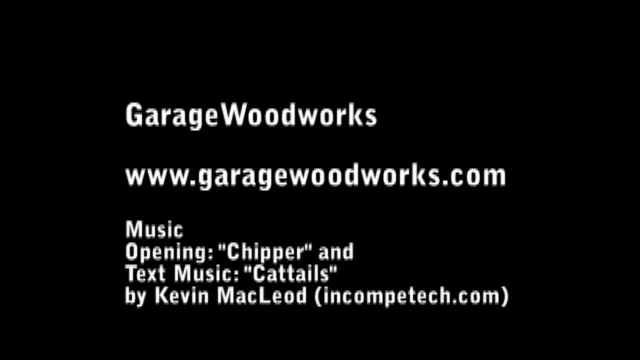 GarageWoodworks
www.garagewoodworks.com
Music
Opening: "Chipper" and
Text Music: "Cattails"
by Kevin MacLeod (incompetech.com)